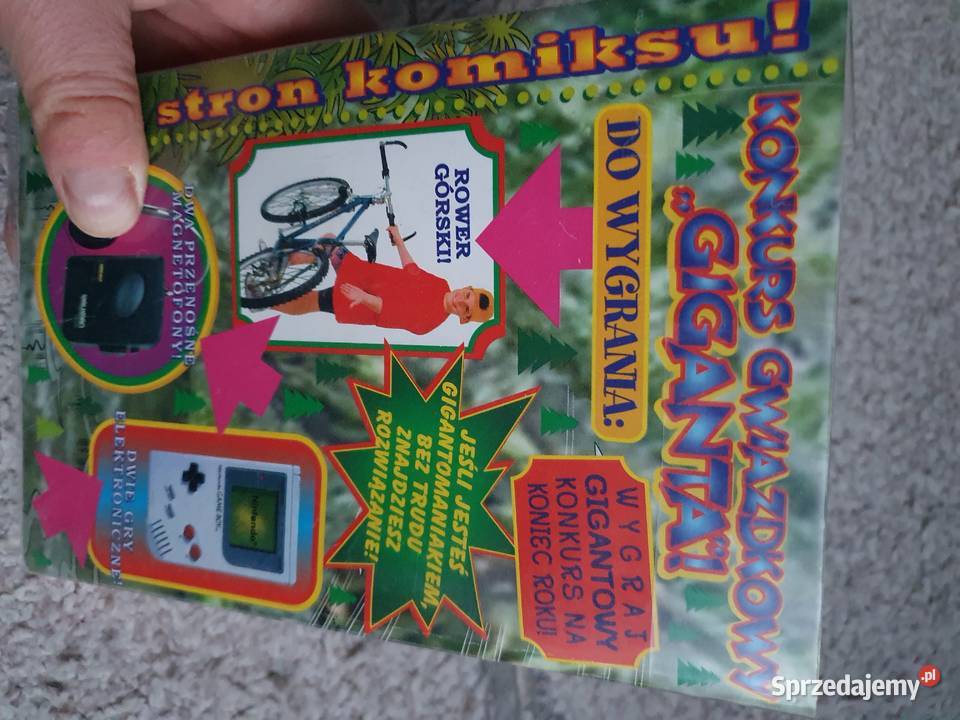 KONKURS GWIAZDKOWY
„GIGANTA"!
DO WYGRANIA:
WYGRAJ
GIGANTOWY
KONKURS NA
KONIEC ROKU!
ROWER
GÓRSKI!
JEŚLI JESTEŚ
GIGANTOMANIAKIEM,
BEZ TRUDU
ZNAJDZIESZ
ROZWIĄZANIE!
DWA PRZENOŚNE
MAGNETOFONY!
DWIE GRY
ELEKTRONICZNE!
Nintendo
Nintendo GAME BOY
stron komiksu!
Sprzedajemy.pl